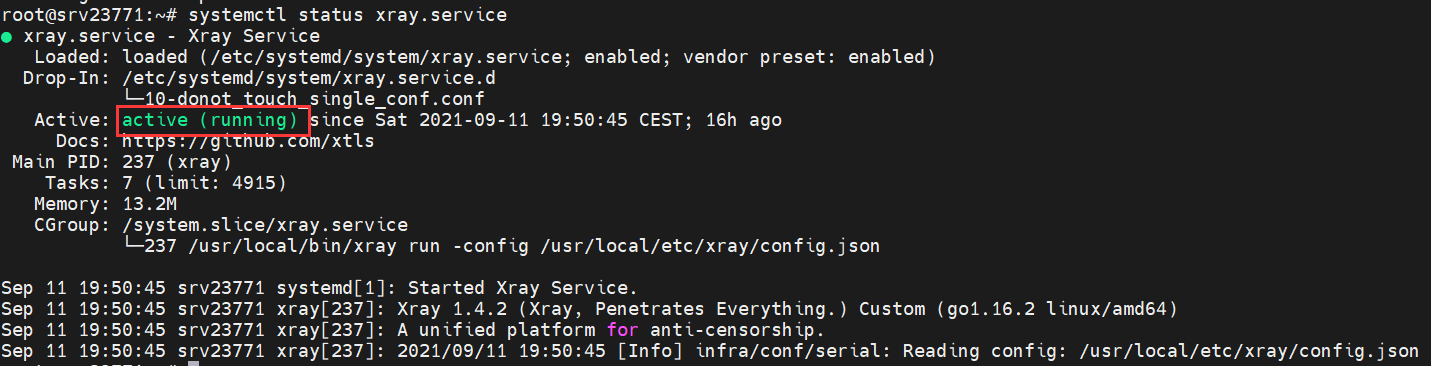 root@srv23771:~# systemctl status xray.service
● xray.service - Xray Service
Loaded: loaded (/etc/systemd/system/xray.service; enabled; vendor preset: enabled)
Drop-In: /etc/systemd/system/xray.service.d
└─10-donot_touch_single_conf.conf
Active: active (running) since Sat 2021-09-11 19:50:45 CEST; 16h ago
Docs: https://github.com/xtls
Main PID: 237 (xray)
Tasks: 7 (limit: 4915)
Memory: 13.2M
CGroup: /system.slice/xray.service
└─237 /usr/local/bin/xray run -config /usr/local/etc/xray/config.json
Sep 11 19:50:45 srv23771 systemd[1]: Started Xray Service.
Sep 11 19:50:45 srv23771 xray[237]: Xray 1.4.2 (Xray, Penetrates Everything.) Custom (go1.16.2 linux/amd64)
Sep 11 19:50:45 srv23771 xray[237]: A unified platform for anti-censorship.
Sep 11 19:50:45 srv23771 xray[237]: 2021/09/11 19:50:45 [Info] infra/conf/serial: Reading config: /usr/local/etc/xray/config.json